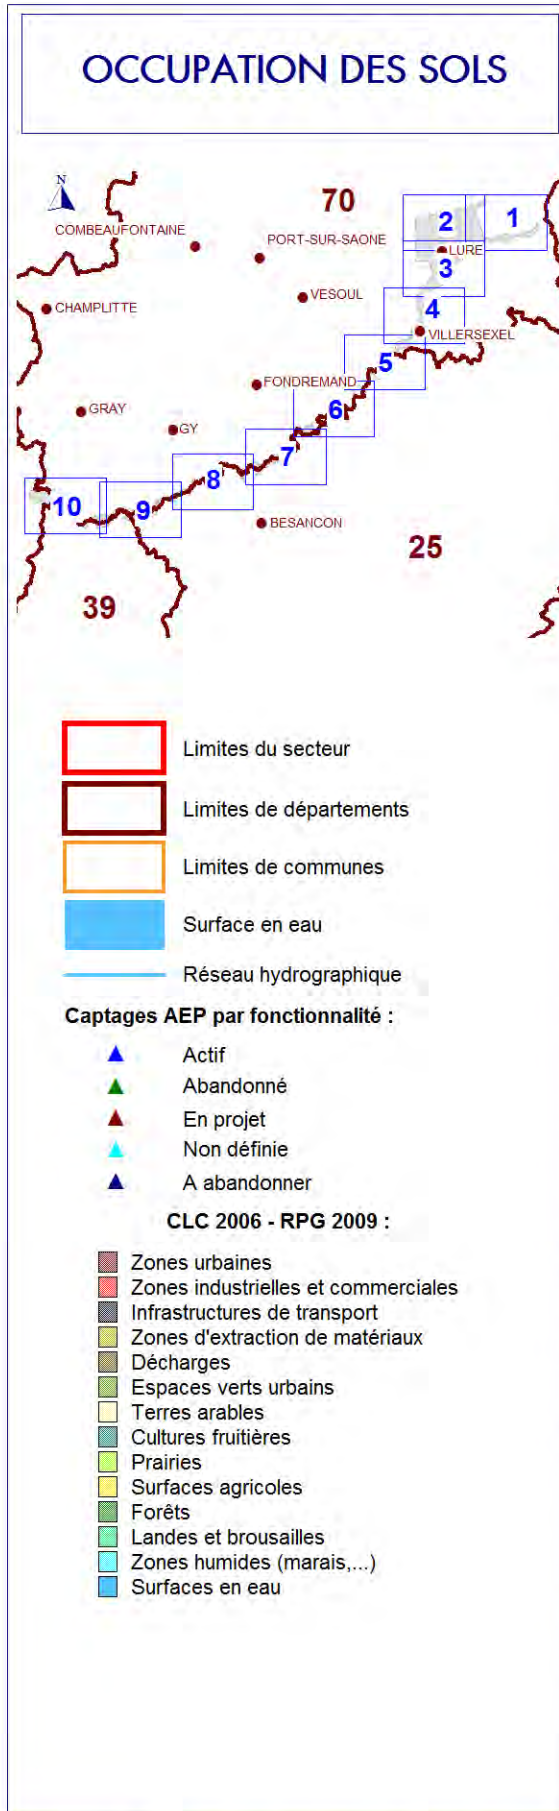 OCCUPATION DES SOLS
N
70
2
1
COMBEAUFONTAINE
PORT-SUR-SAONE
LURE
3
VESOUL
CHAMPLITTE
4
VILLERSEXEL
5
FONDREMAND
GRAY
6
GY
7
8
10
9
BESANCON
25
39
Limites du secteur
Limites de départements
Limites de communes
Surface en eau
Réseau hydrographique
Captages AEP par fonctionnalité :
Actif
Abandonné
En projet
Non définie
A abandonner
CLC 2006 - RPG 2009 :
Zones urbaines
Zones industrielles et commerciales
Infrastructures de transport
Zones d'extraction de matériaux
Décharges
Espaces verts urbains
Terres arables
Cultures fruitières
Prairies
Surfaces agricoles
Forêts
Landes et brousailles
Zones humides (marais,...)
Surfaces en eau